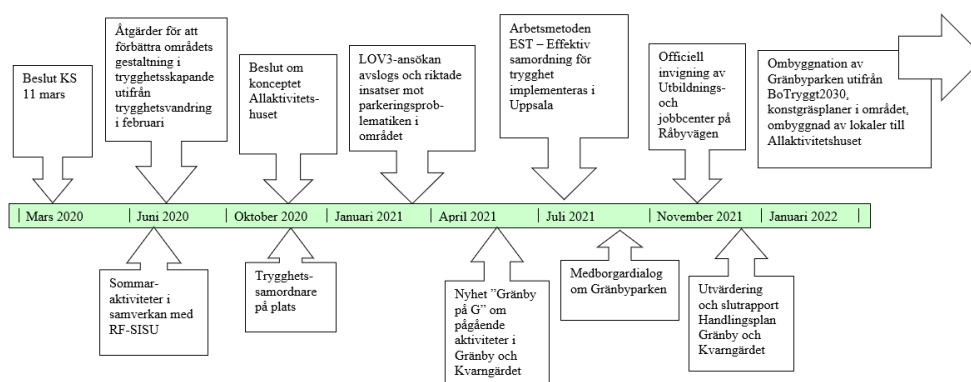 Beslut KS
11 mars
Åtgärder för att
förbättra områdets
gestaltning i
trygghetsskapande
utifrån
trygghetsvandring
i februari
Beslut om
konceptet
Allaktivitets-
huset
LOV3-ansökan
avslogs och riktade
insatser mot
parkeringsprob-
lematiken i
området
Arbetsmetoden
EST – Effektiv
samordning för
trygghet
implementeras i
Uppsala
Officiell
invigning av
Utbildnings-
och
jobbcenter på
Råbyvägen
Ombyggnation av
Gränbyparken utifrån
BoTryggt2030,
konstgräsplaner i området,
ombyggnad av lokaler till
Allaktivitetshuset
Mars 2020
Juni 2020
Oktober 2020
Januari 2021
April 2021
Juli 2021
November 2021
Januari 2022
Sommar-
aktiviteter i
samverkan med
RF-SISU
Trygghets-
samordnare
på plats
Nyhet ”Gränby
på G” om
pågående
aktiviteter i
Gränby och
Kvarngärdet
Medborgardialog
om Gränbyparken
Utvärdering
och slutrapport
Handlingsplan
Gränby och
Kvarngärdet